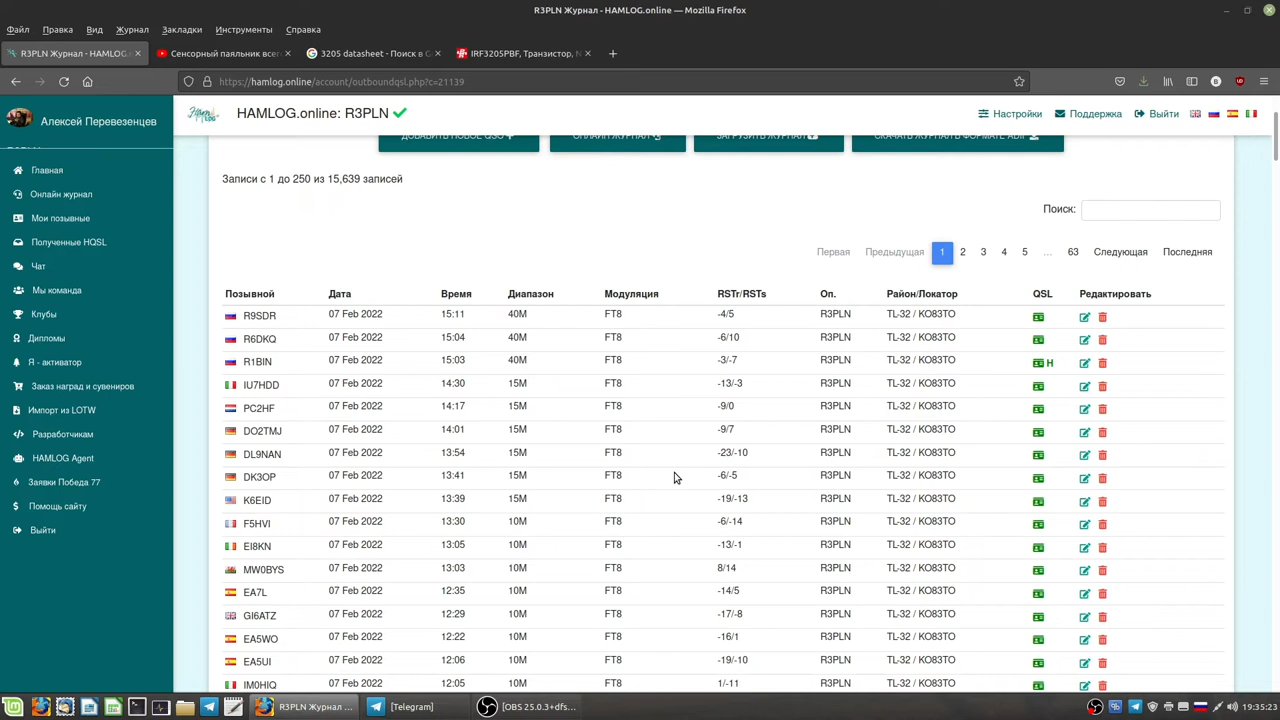 R3PLN Журнал - HAMLOG.online — Mozilla Firefox
Файл Правка Вид Журнал Закладки Инструменты Справка
R3PLN Журнал - HAMLOG.
Сенсорный паяльник все
3205 datasheet - Поиск в G
IRF3205PBF, Транзистор, N
https://hamlog.online/account/outboundqsl.php?c=21139
Алексей Перевезенцев
HAMLOG.online: R3PLN
Настройки Поддержка Выйти
Главная
Онлайн журнал
Мои позывные
Полученные HQSL
Чат
Мы команда
Клубы
Дипломы
Я - активатор
Заказ наград и сувениров
Импорт из LOTW
Разработчикам
HAMLOG Agent
Заявки Победа 77
Помощь сайту
Выйти
ДОБАВИТЬ НОВОЕ QSO ОНЛАЙН ЖУРНАЛ ЗАГРУЗИТЬ ЖУРНАЛ СКАЧАТЬ ЖУРНАЛ В ФОРМАТЕ ADIF
Записи с 1 до 250 из 15,639 записей
Поиск:
Первая Предыдущая 1 2 3 4 5 … 63 Следующая Последняя
Позывной Дата Время Диапазон Модуляция RSTr/RSTs Оп. Район/Локатор QSL Редактировать
R9SDR 07 Feb 2022 15:11 40M FT8 -4/5 R3PLN TL-32 / KO83TO
R6DKQ 07 Feb 2022 15:04 40M FT8 -6/10 R3PLN TL-32 / KO83TO
R1BIN 07 Feb 2022 15:03 40M FT8 -3/-7 R3PLN TL-32 / KO83TO H
IU7HDD 07 Feb 2022 14:30 15M FT8 -13/-3 R3PLN TL-32 / KO83TO
PC2HF 07 Feb 2022 14:17 15M FT8 -9/0 R3PLN TL-32 / KO83TO
DO2TMJ 07 Feb 2022 14:01 15M FT8 -9/7 R3PLN TL-32 / KO83TO
DL9NAN 07 Feb 2022 13:54 15M FT8 -23/-10 R3PLN TL-32 / KO83TO
DK3OP 07 Feb 2022 13:41 15M FT8 -6/-5 R3PLN TL-32 / KO83TO
K6EID 07 Feb 2022 13:39 15M FT8 -19/-13 R3PLN TL-32 / KO83TO
F5HVI 07 Feb 2022 13:30 10M FT8 -6/-14 R3PLN TL-32 / KO83TO
EI8KN 07 Feb 2022 13:05 10M FT8 -13/-1 R3PLN TL-32 / KO83TO
MW0BYS 07 Feb 2022 13:03 10M FT8 8/14 R3PLN TL-32 / KO83TO
EA7L 07 Feb 2022 12:35 10M FT8 -14/5 R3PLN TL-32 / KO83TO
GI6ATZ 07 Feb 2022 12:29 10M FT8 -17/-8 R3PLN TL-32 / KO83TO
EA5WO 07 Feb 2022 12:22 10M FT8 -16/1 R3PLN TL-32 / KO83TO
EA5UI 07 Feb 2022 12:06 10M FT8 -19/-10 R3PLN TL-32 / KO83TO
IM0HIQ 07 Feb 2022 12:05 10M FT8 1/-11 R3PLN TL-32 / KO83TO
R3PLN Журнал ... [Telegram] [OBS 25.0.3+dfs... 19:35:23